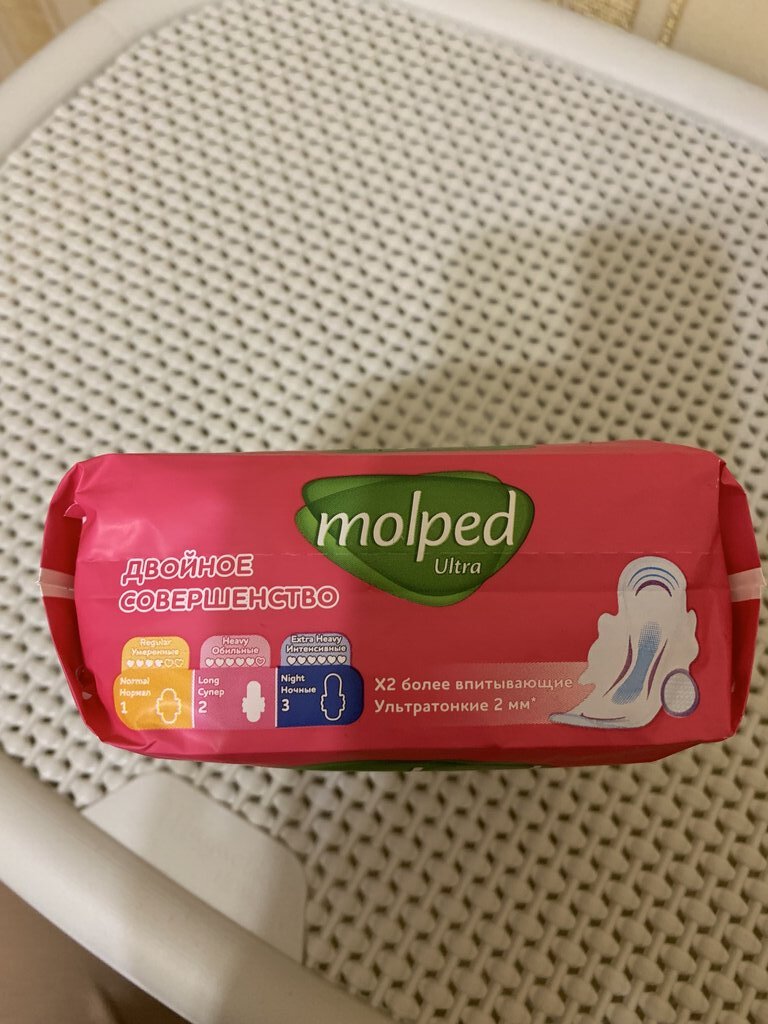 molped
Ultra
ДВОЙНОЕ
СОВЕРШЕНСТВО
Regular
Умеренные
Heavy
Обильные
Extra Heavy
Интенсивные
Normal
Нормал
1
Long
Супер
2
Night
Ночные
3
X2 более впитывающие
Ультратонкие 2 мм*